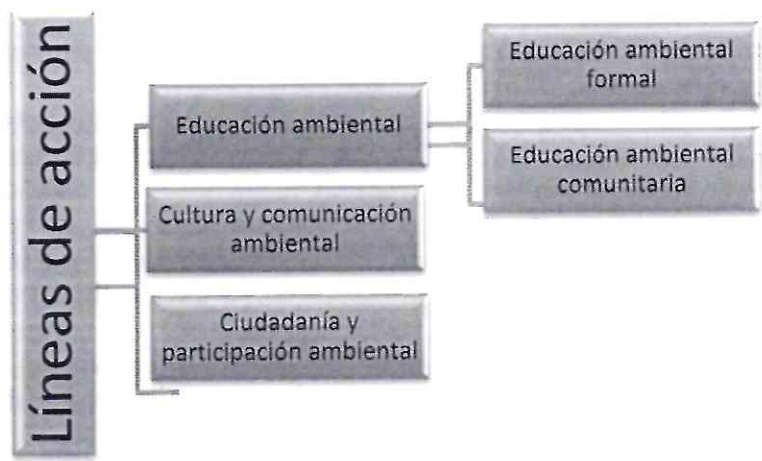 Líneas de acción
Educación ambiental
Cultura y comunicación
ambiental
Ciudadanía y
participación ambiental
Educación ambiental
formal
Educación ambiental
comunitaria